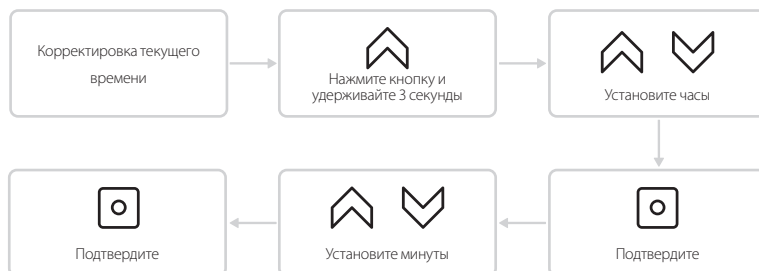 Корректировка текущего
времени
Нажмите кнопку и
удерживайте 3 секунды
Установите часы
Подтвердите
Установите минуты
Подтвердите